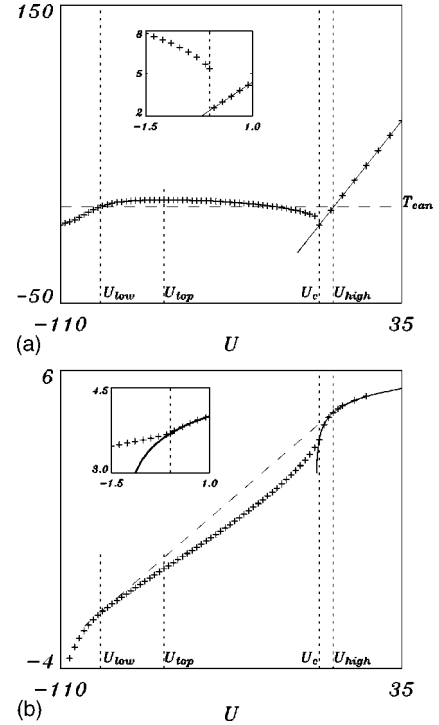 150
8
5
2
-1.5
1.0
T_can
-50
U_low
U_top
U_c
U_high
-110
35
(a)
U
6
4.5
3.0
-1.5
1.0
U_low
U_top
U_c
U_high
-4
-110
35
(b)
U